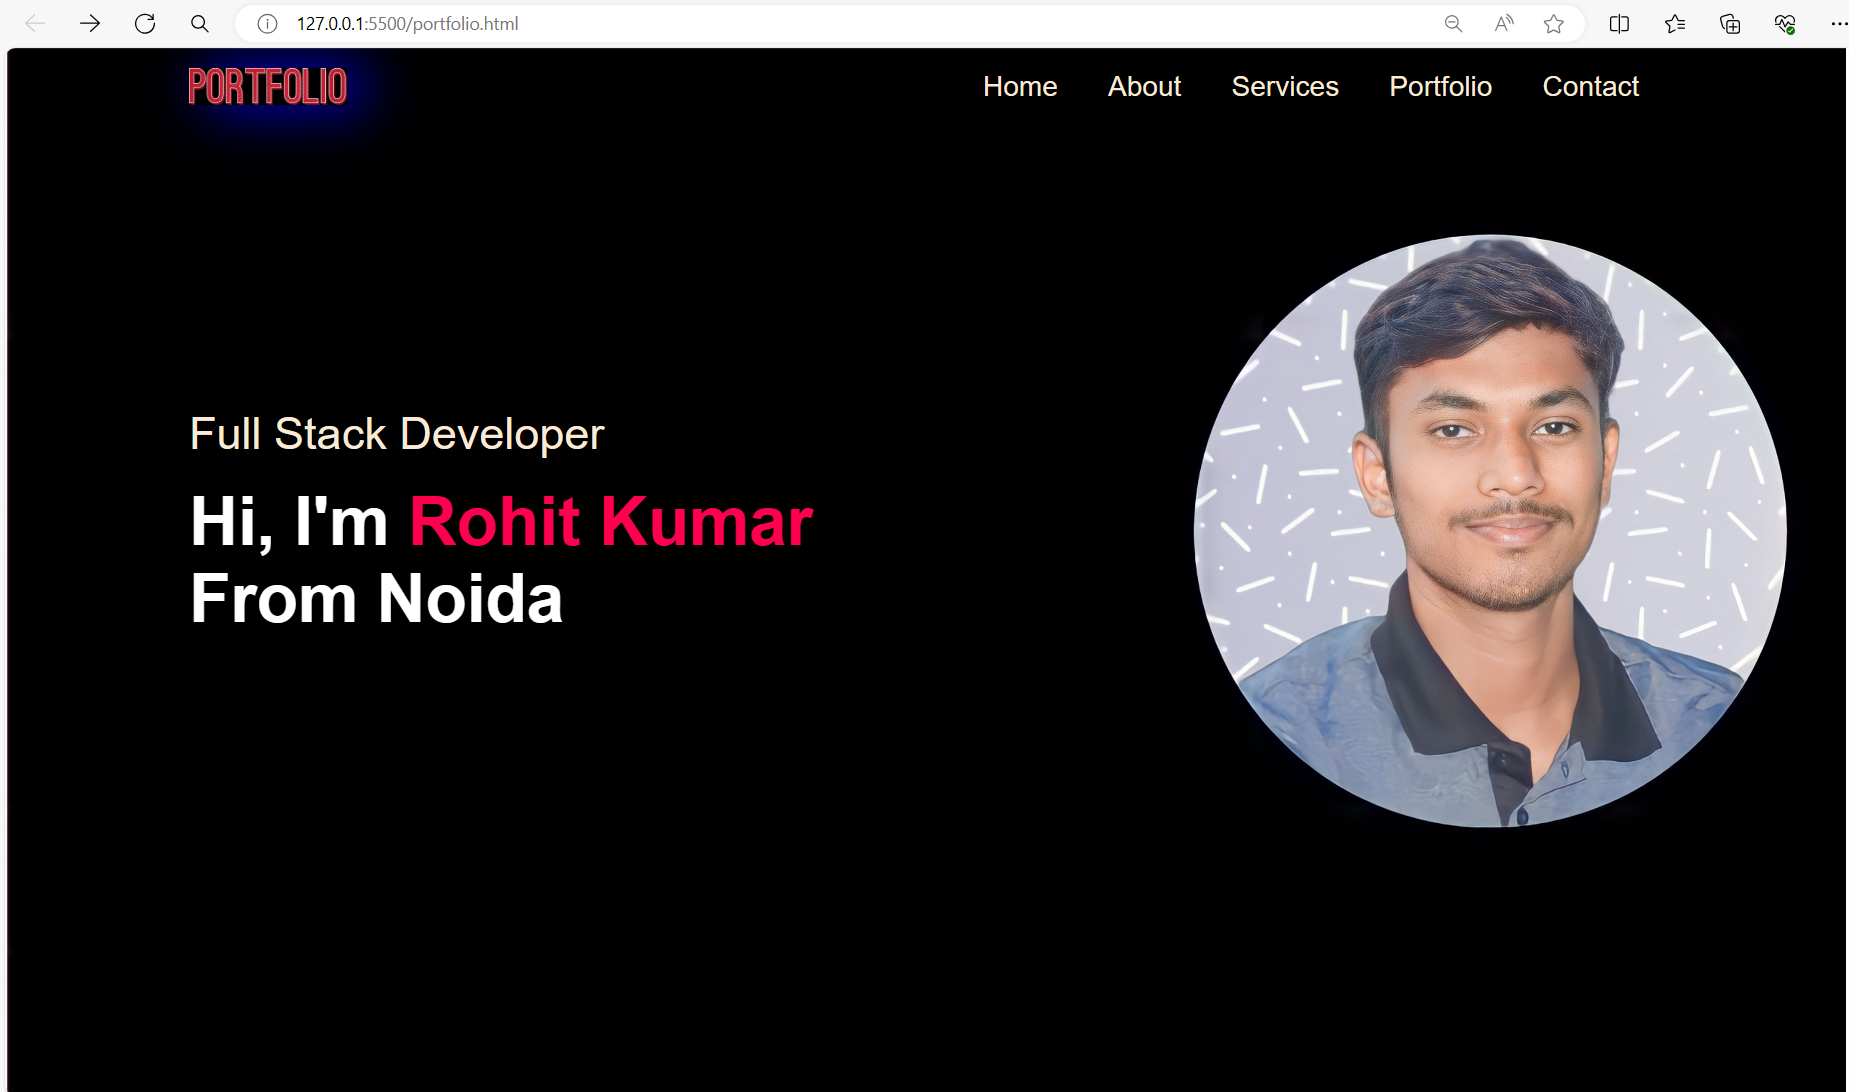 127.0.0.1:5500/portfolio.html
PORTFOLIO
Home About Services Portfolio Contact
Full Stack Developer
Hi, I'm Rohit Kumar
From Noida